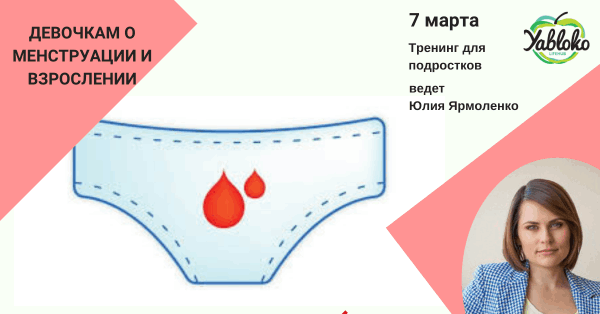 ДЕВОЧКАМ О
МЕНСТРУАЦИИ И
ВЗРОСЛЕНИИ
7 марта
Тренинг для
подростков
ведет
Юлия Ярмоленко
Yabloko